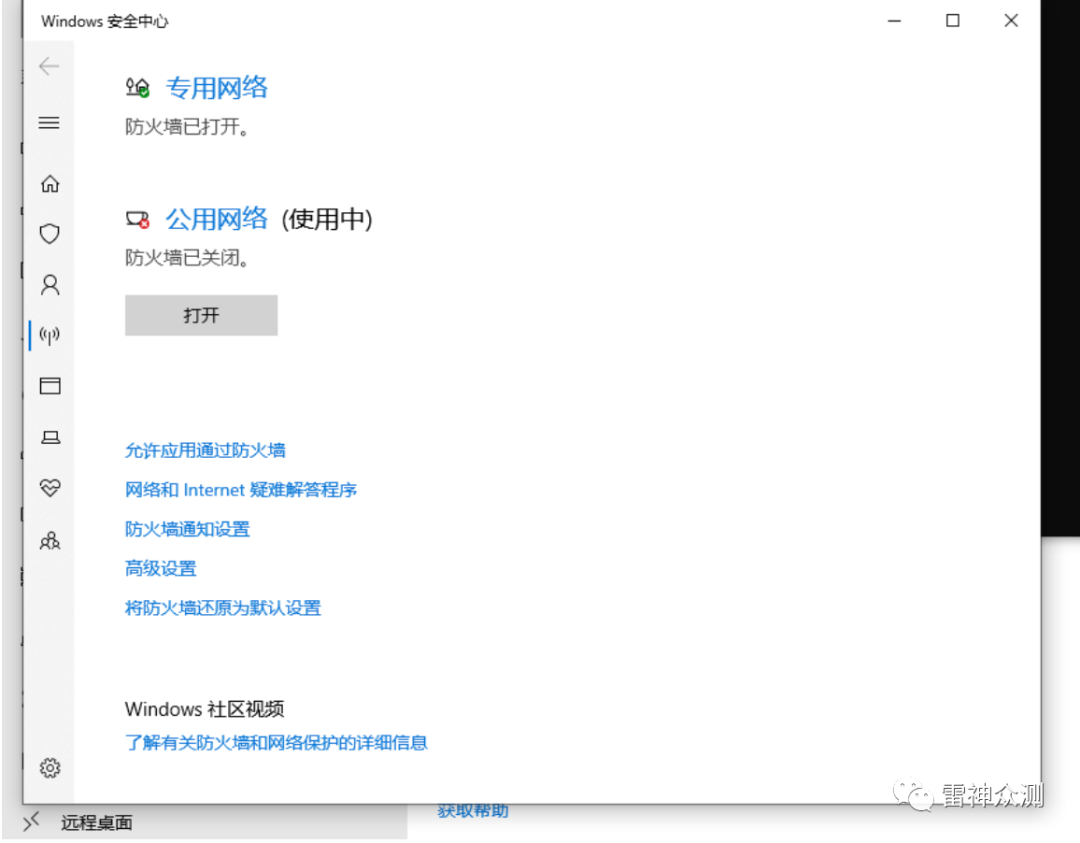 Windows 安全中心
专用网络
防火墙已打开。
公用网络 (使用中)
防火墙已关闭。
打开
允许应用通过防火墙
网络和 Internet 疑难解答程序
防火墙通知设置
高级设置
将防火墙还原为默认设置
Windows 社区视频
了解有关防火墙和网络保护的详细信息
雷神众测
获取帮助
远程桌面